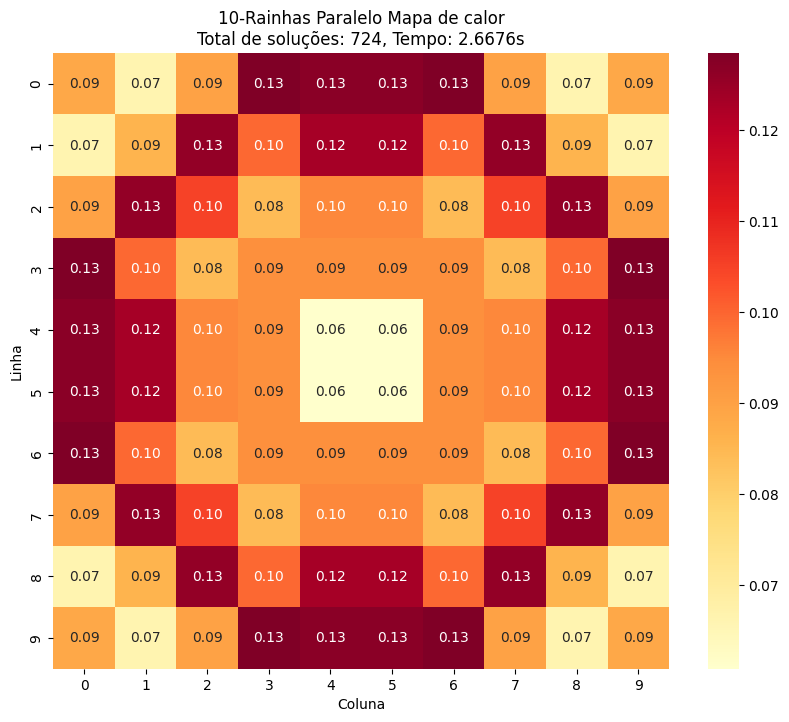 10-Rainhas Paralelo Mapa de calor
Total de soluções: 724, Tempo: 2.6676s
0 0.09 0.07 0.09 0.13 0.13 0.13 0.13 0.09 0.07 0.09
1 0.07 0.09 0.13 0.10 0.12 0.12 0.10 0.13 0.09 0.07
2 0.09 0.13 0.10 0.08 0.10 0.10 0.08 0.10 0.13 0.09
3 0.13 0.10 0.08 0.09 0.09 0.09 0.09 0.08 0.10 0.13
4 0.13 0.12 0.10 0.09 0.06 0.06 0.09 0.10 0.12 0.13
5 0.13 0.12 0.10 0.09 0.06 0.06 0.09 0.10 0.12 0.13
6 0.13 0.10 0.08 0.09 0.09 0.09 0.09 0.08 0.10 0.13
7 0.09 0.13 0.10 0.08 0.10 0.10 0.08 0.10 0.13 0.09
8 0.07 0.09 0.13 0.10 0.12 0.12 0.10 0.13 0.09 0.07
9 0.09 0.07 0.09 0.13 0.13 0.13 0.13 0.09 0.07 0.09
0 1 2 3 4 5 6 7 8 9
Linha
Coluna
0.12
0.11
0.10
0.09
0.08
0.07